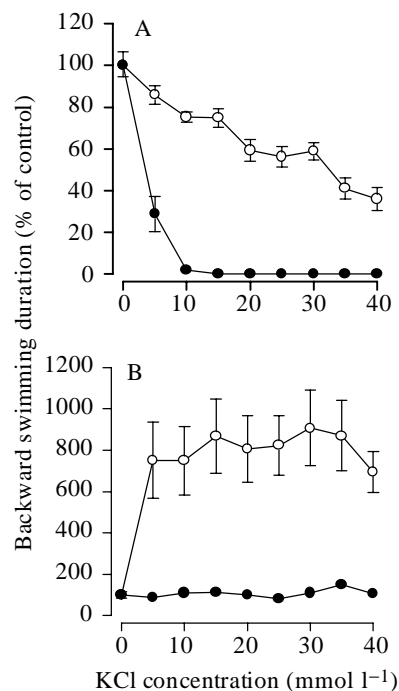 A
120
100
80
60
40
20
0
0 10 20 30 40
Backward swimming duration (% of control)
B
1200
1000
800
600
400
200
0
0 10 20 30 40
KCl concentration (mmol l⁻¹)